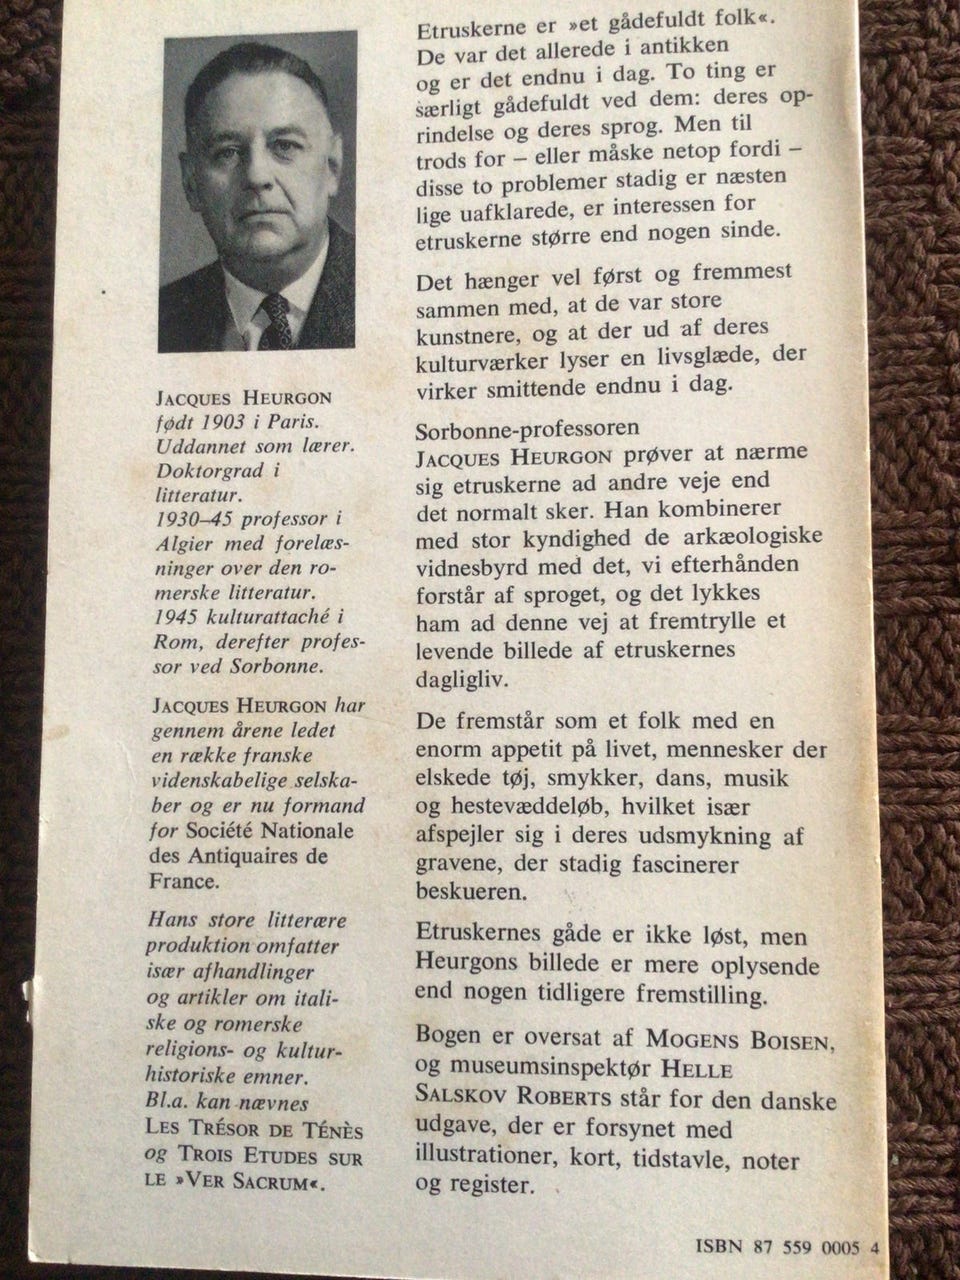 JACQUES HEURGON
født 1903 i Paris.
Uddannet som lærer.
Doktorgrad i
litteratur.
1930–45 professor i
Algier med forelæs-
ninger over den ro-
merske litteratur.
1945 kulturattaché i
Rom, derefter profes-
sor ved Sorbonne.
JACQUES HEURGON har
gennem årene ledet
en række franske
videnskabelige selska-
ber og er nu formand
for Société Nationale
des Antiquaires de
France.
Hans store litterære
produktion omfatter
især afhandlinger
og artikler om itali-
ske og romerske
religions- og kultur-
historiske emner.
Bl.a. kan nævnes
LES TRÉSOR DE TÉNÈS
og TROIS ETUDES SUR
LE »VER SACRUM«.
Etruskerne er »et gådefuldt folk«.
De var det allerede i antikken
og er det endnu i dag. To ting er
særligt gådefuldt ved dem: deres op-
rindelse og deres sprog. Men til
trods for – eller måske netop fordi –
disse to problemer stadig er næsten
lige uafklarede, er interessen for
etruskerne større end nogen sinde.
Det hænger vel først og fremmest
sammen med, at de var store
kunstnere, og at der ud af deres
kulturværker lyser en livsglæde, der
virker smittende endnu i dag.
Sorbonne-professoren
JACQUES HEURGON prøver at nærme
sig etruskerne ad andre veje end
det normalt sker. Han kombinerer
med stor kyndighed de arkæologiske
vidnesbyrd med det, vi efterhånden
forstår af sproget, og det lykkes
ham ad denne vej at fremtrylle et
levende billede af etruskernes
dagligliv.
De fremstår som et folk med en
enorm appetit på livet, mennesker der
elskede tøj, smykker, dans, musik
og hestevæddeløb, hvilket især
afspejler sig i deres udsmykning af
gravene, der stadig fascinerer
beskueren.
Etruskernes gåde er ikke løst, men
Heurgons billede er mere oplysende
end nogen tidligere fremstilling.
Bogen er oversat af MOGENS BOISEN,
og museumsinspektør HELLE
SALSKOV ROBERTS står for den danske
udgave, der er forsynet med
illustrationer, kort, tidstavle, noter
og register.
ISBN 87 559 0005 4